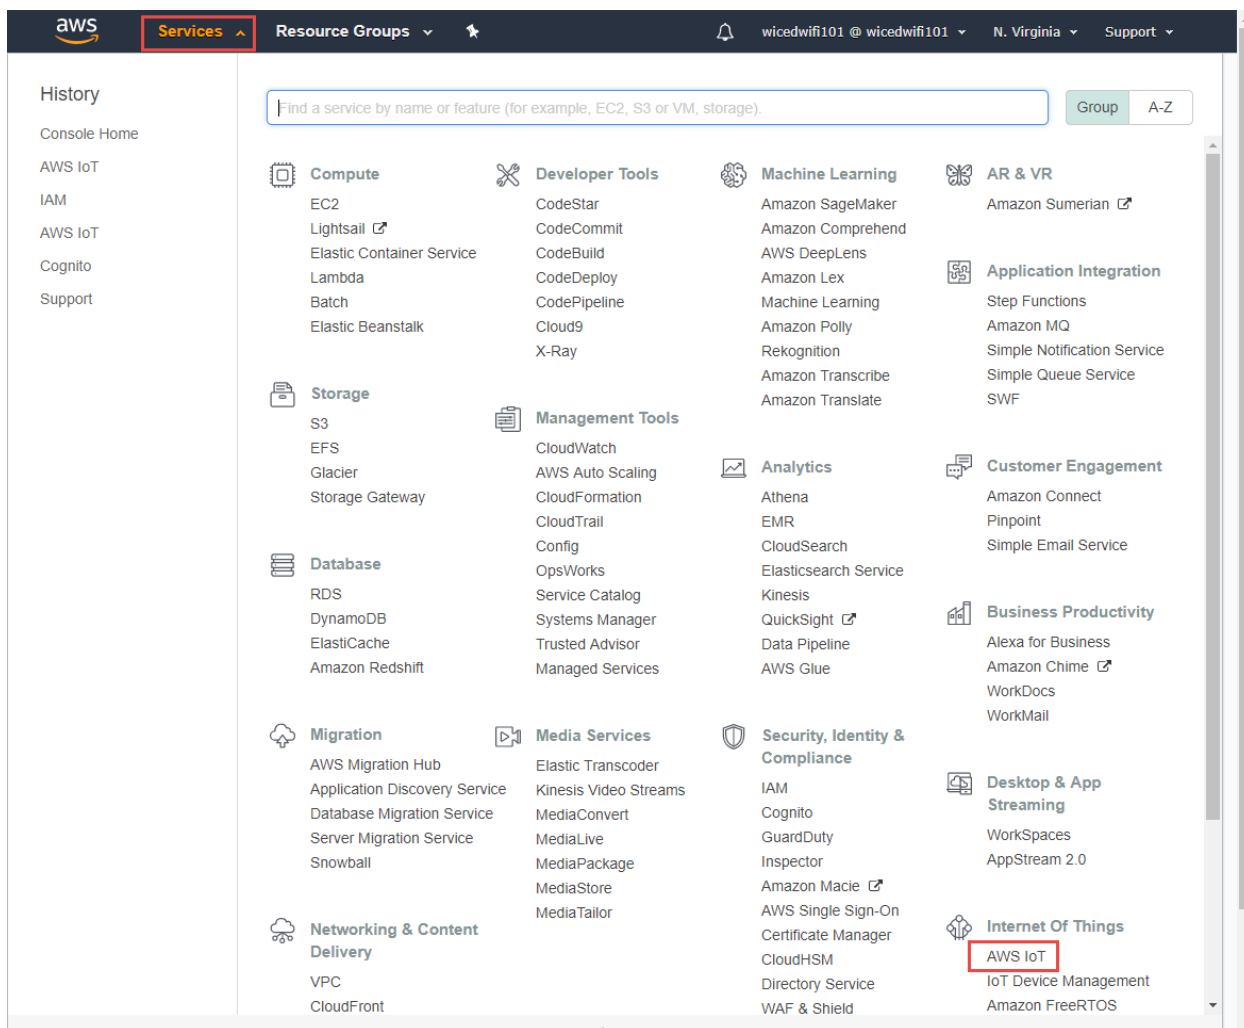 aws
Services
Resource Groups
wicedwifi101 @ wicedwifi101
N. Virginia
Support
History
Console Home
AWS IoT
IAM
AWS IoT
Cognito
Support
Find a service by name or feature (for example, EC2, S3 or VM, storage).
Group
A-Z
Compute
EC2
Lightsail
Elastic Container Service
Lambda
Batch
Elastic Beanstalk
Storage
S3
EFS
Glacier
Storage Gateway
Database
RDS
DynamoDB
ElastiCache
Amazon Redshift
Migration
AWS Migration Hub
Application Discovery Service
Database Migration Service
Server Migration Service
Snowball
Networking & Content
Delivery
VPC
CloudFront
Developer Tools
CodeStar
CodeCommit
CodeBuild
CodeDeploy
CodePipeline
Cloud9
X-Ray
Management Tools
CloudWatch
AWS Auto Scaling
CloudFormation
CloudTrail
Config
OpsWorks
Service Catalog
Systems Manager
Trusted Advisor
Managed Services
Media Services
Elastic Transcoder
Kinesis Video Streams
MediaConvert
MediaLive
MediaPackage
MediaStore
MediaTailor
Machine Learning
Amazon SageMaker
Amazon Comprehend
AWS DeepLens
Amazon Lex
Machine Learning
Amazon Polly
Rekognition
Amazon Transcribe
Amazon Translate
Analytics
Athena
EMR
CloudSearch
Elasticsearch Service
Kinesis
QuickSight
Data Pipeline
AWS Glue
Security, Identity &
Compliance
IAM
Cognito
GuardDuty
Inspector
Amazon Macie
AWS Single Sign-On
Certificate Manager
CloudHSM
Directory Service
WAF & Shield
AR & VR
Amazon Sumerian
Application Integration
Step Functions
Amazon MQ
Simple Notification Service
Simple Queue Service
SWF
Customer Engagement
Amazon Connect
Pinpoint
Simple Email Service
Business Productivity
Alexa for Business
Amazon Chime
WorkDocs
WorkMail
Desktop & App
Streaming
WorkSpaces
AppStream 2.0
Internet Of Things
AWS IoT
IoT Device Management
Amazon FreeRTOS